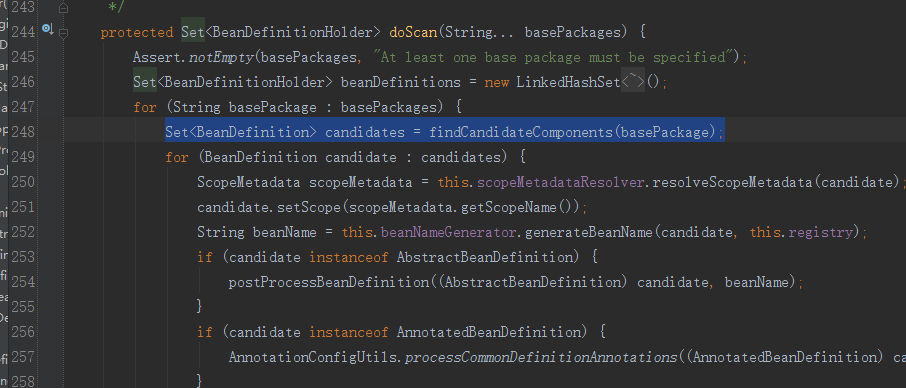 243 */
244 protected Set<BeanDefinitionHolder> doScan(String... basePackages) {
245 Assert.notEmpty(basePackages, "At least one base package must be specified");
246 Set<BeanDefinitionHolder> beanDefinitions = new LinkedHashSet<~>();
247 for (String basePackage : basePackages) {
248 Set<BeanDefinition> candidates = findCandidateComponents(basePackage);
249 for (BeanDefinition candidate : candidates) {
250 ScopeMetadata scopeMetadata = this.scopeMetadataResolver.resolveScopeMetadata(candidate);
251 candidate.setScope(scopeMetadata.getScopeName());
252 String beanName = this.beanNameGenerator.generateBeanName(candidate, this.registry);
253 if (candidate instanceof AbstractBeanDefinition) {
254 postProcessBeanDefinition((AbstractBeanDefinition) candidate, beanName);
255 }
256 if (candidate instanceof AnnotatedBeanDefinition) {
257 AnnotationConfigUtils.processCommonDefinitionAnnotations((AnnotatedBeanDefinition) ca
258 }